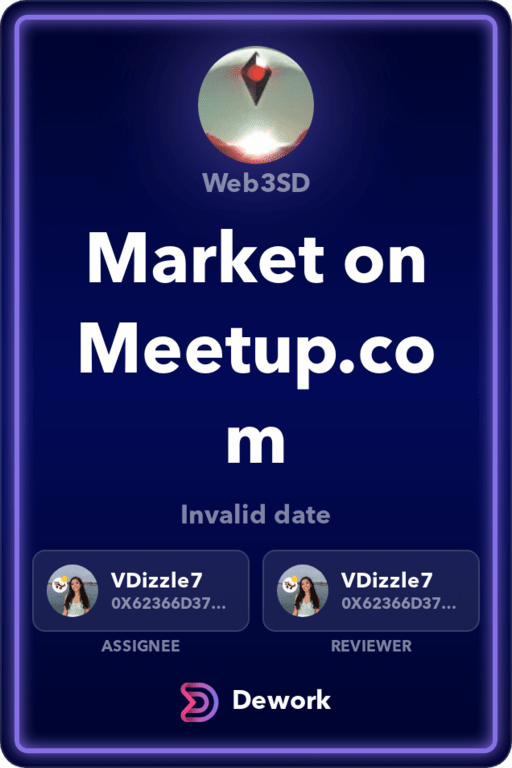 Web3SD
Market on
Meetup.co
m
Invalid date
VDizzle7
0X62366D37...
VDizzle7
0X62366D37...
ASSIGNEE
REVIEWER
Dework